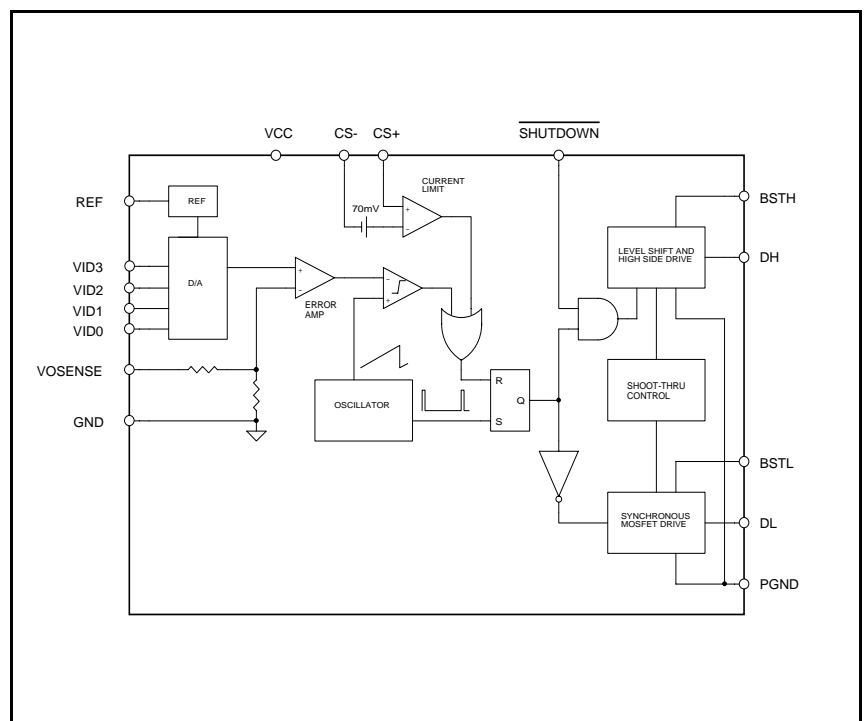 SHUTDOWN
VCC
CS-
CS+
CURRENT
LIMIT
REF
REF
70mV
+
−
BSTH
LEVEL SHIFT AND
HIGH SIDE DRIVE
DH
VID3
VID2
VID1
VID0
D/A
+
−
ERROR
AMP
−
+
VOSENSE
GND
OSCILLATOR
R
Q
S
SHOOT-THRU
CONTROL
BSTL
SYNCHRONOUS
MOSFET DRIVE
DL
PGND